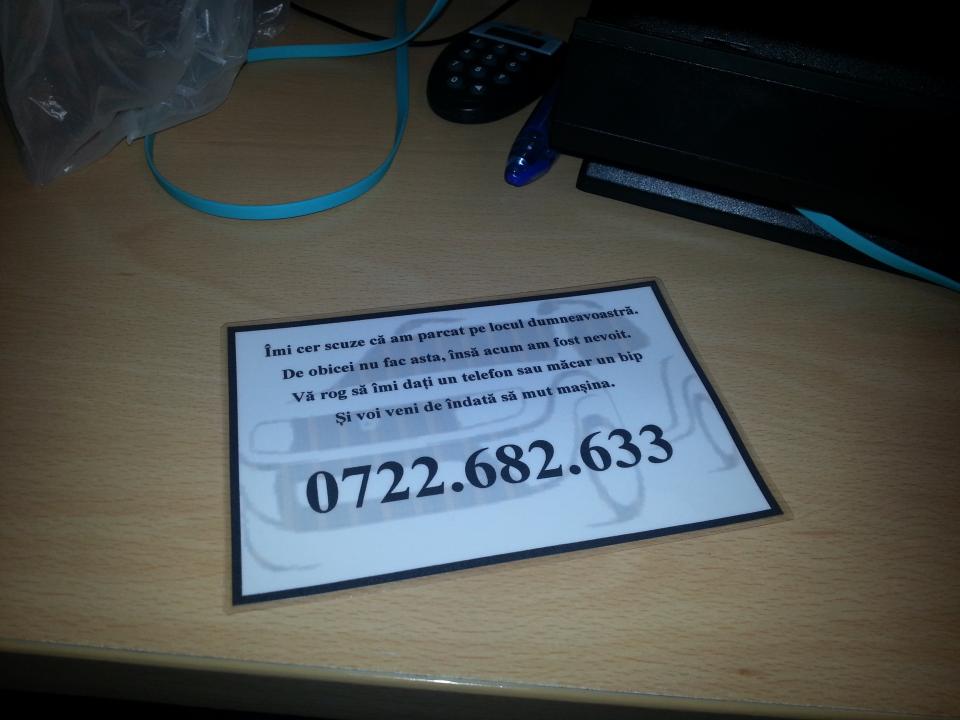 Îmi cer scuze că am parcat pe locul dumneavoastră.
De obicei nu fac asta, însă acum am fost nevoit.
Vă rog să îmi dați un telefon sau măcar un bip
Și voi veni de îndată să mut mașina.
0722.682.633